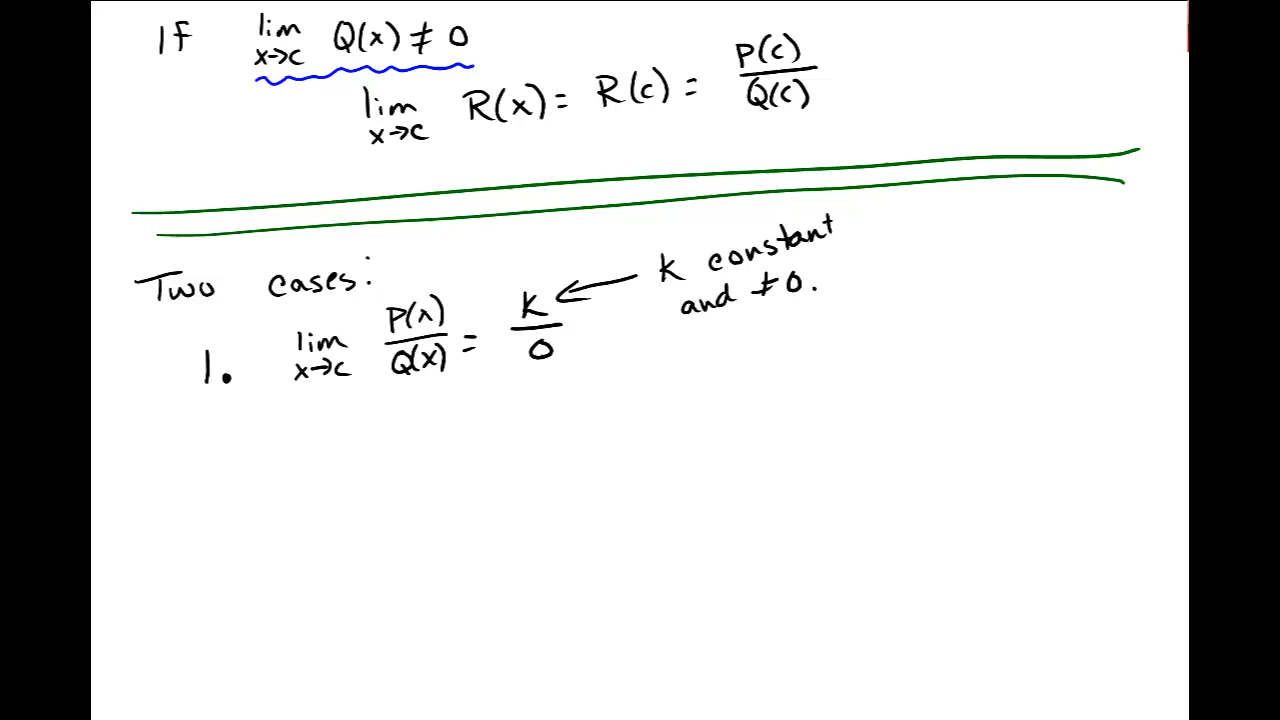 If lim x→c Q(x) ≠ 0
lim x→c R(x) = R(c) = P(c)/Q(c)
Two cases:
1. lim x→c P(x)/Q(x) = K/0 ← K constant
and ≠ 0.